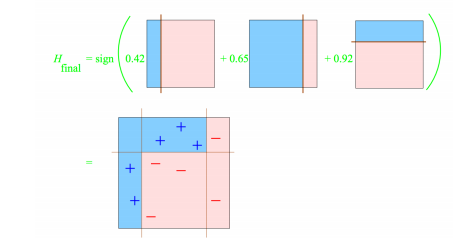 H final = sign ( 0.42 + 0.65 + 0.92 )
=
+ + + − + − − + − −